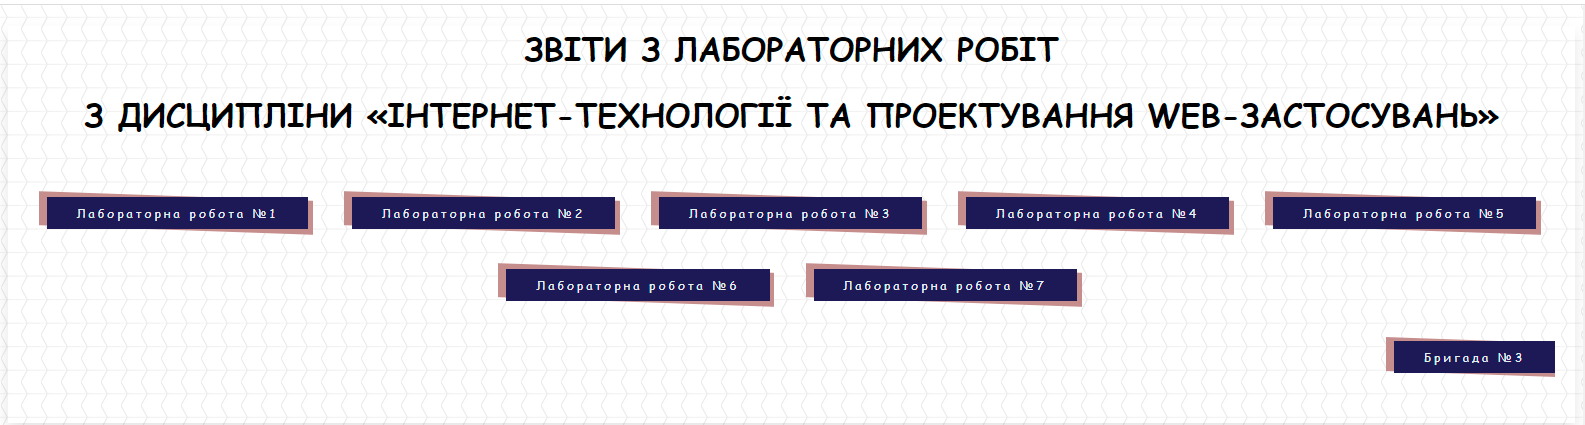 ЗВІТИ З ЛАБОРАТОРНИХ РОБІТ
З ДИСЦИПЛІНИ «ІНТЕРНЕТ-ТЕХНОЛОГІЇ ТА ПРОЕКТУВАННЯ WEB-ЗАСТОСУВАНЬ»
Лабораторна робота №1
Лабораторна робота №2
Лабораторна робота №3
Лабораторна робота №4
Лабораторна робота №5
Лабораторна робота №6
Лабораторна робота №7
Бригада №3